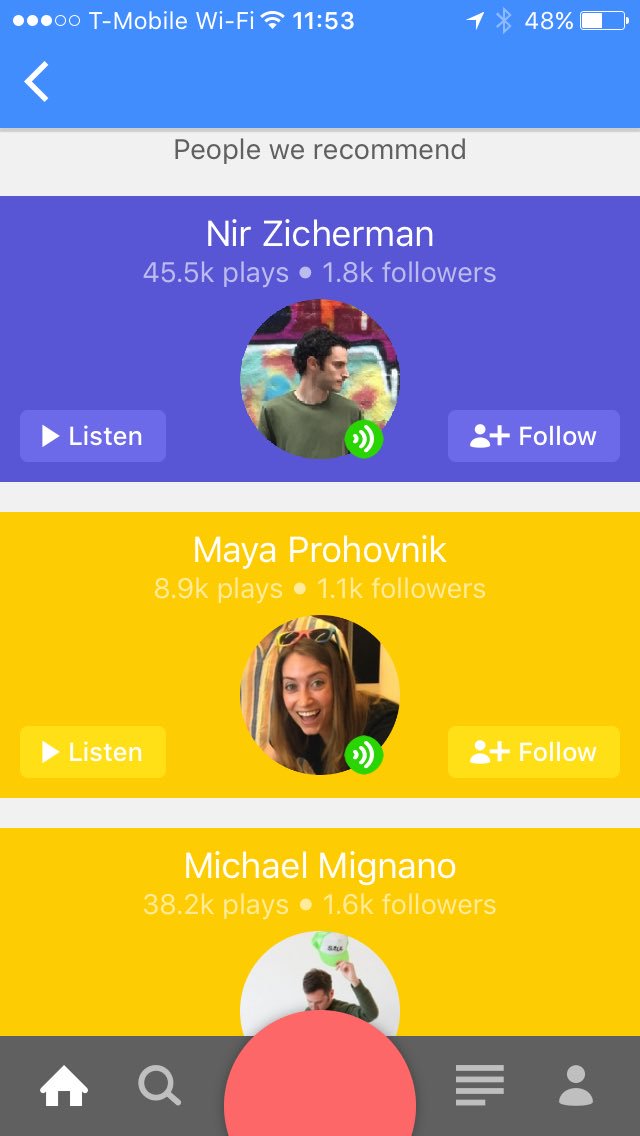 T-Mobile Wi-Fi 11:53 48%
People we recommend
Nir Zicherman
45.5k plays ● 1.8k followers
Listen
Follow
Maya Prohovnik
8.9k plays ● 1.1k followers
Listen
Follow
Michael Mignano
38.2k plays ● 1.6k followers